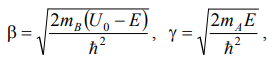 β = √(2m_B(U_0 − E) / ħ²) , γ = √(2m_A E / ħ²) ,